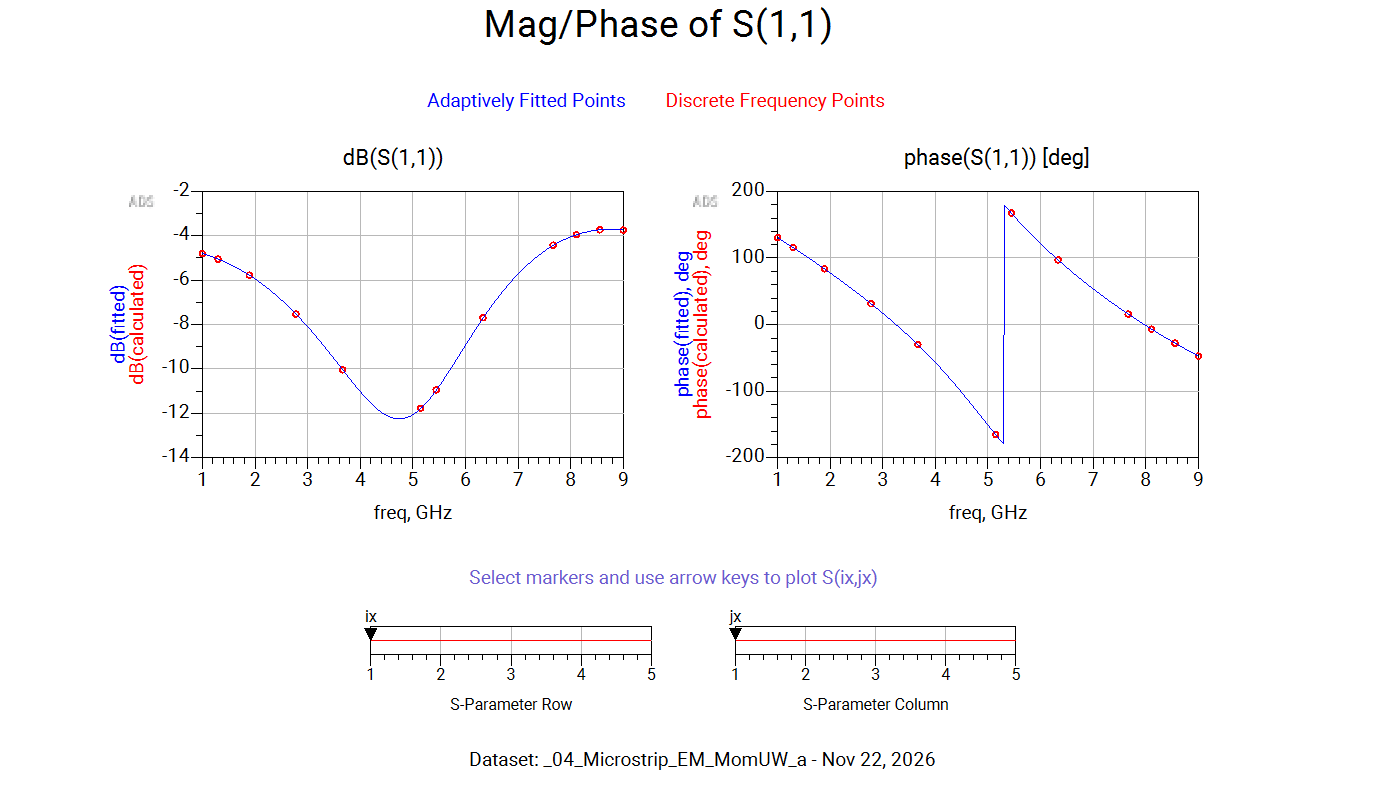 Mag/Phase of S(1,1)
Adaptively Fitted Points
Discrete Frequency Points
dB(S(1,1))
ADS
dB(fitted)
dB(calculated)
-2
-4
-6
-8
-10
-12
-14
1 2 3 4 5 6 7 8 9
freq, GHz
phase(S(1,1)) [deg]
ADS
phase(fitted), deg
phase(calculated), deg
200
100
0
-100
-200
1 2 3 4 5 6 7 8 9
freq, GHz
Select markers and use arrow keys to plot S(ix,jx)
ix
1 2 3 4 5
S-Parameter Row
jx
1 2 3 4 5
S-Parameter Column
Dataset: _04_Microstrip_EM_MomUW_a - Nov 22, 2026